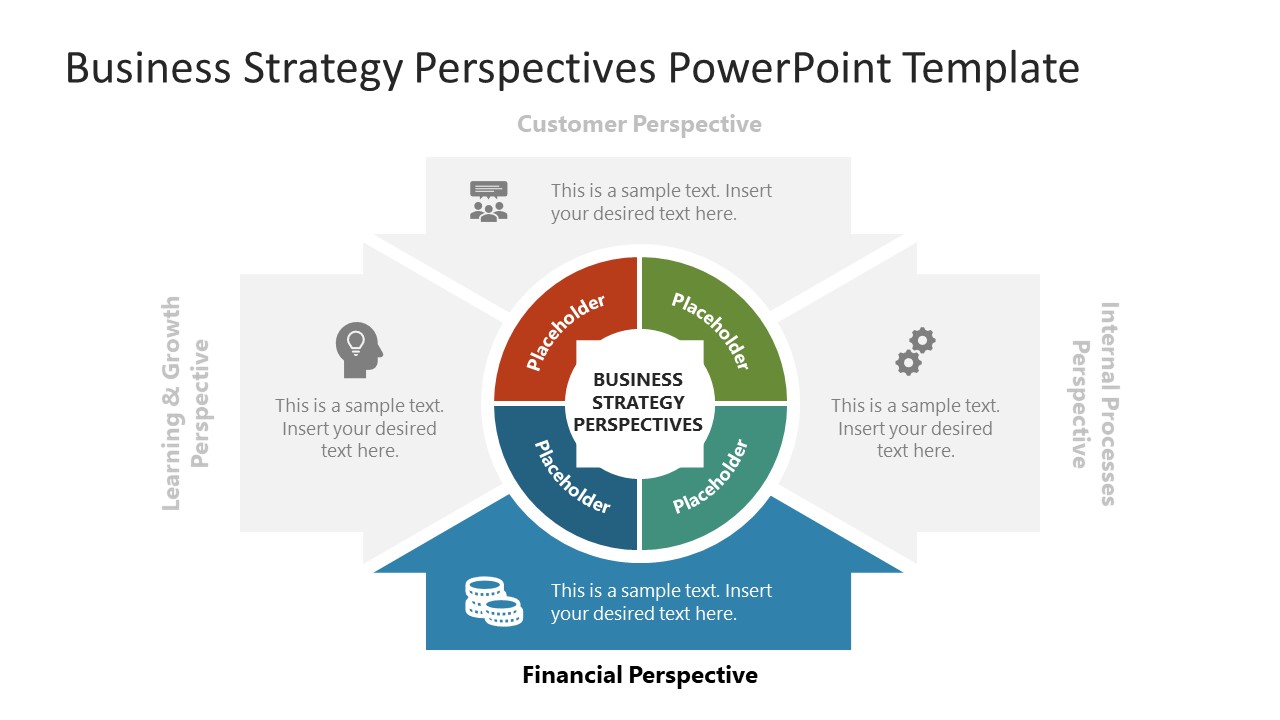 Business Strategy Perspectives PowerPoint Template
Customer Perspective
This is a sample text. Insert
your desired text here.
Learning & Growth
Perspective
This is a sample text.
Insert your desired
text here.
Placeholder
Placeholder
BUSINESS
STRATEGY
PERSPECTIVES
Placeholder
Placeholder
This is a sample text.
Insert your desired
text here.
Internal Processes
Perspective
This is a sample text. Insert
your desired text here.
Financial Perspective